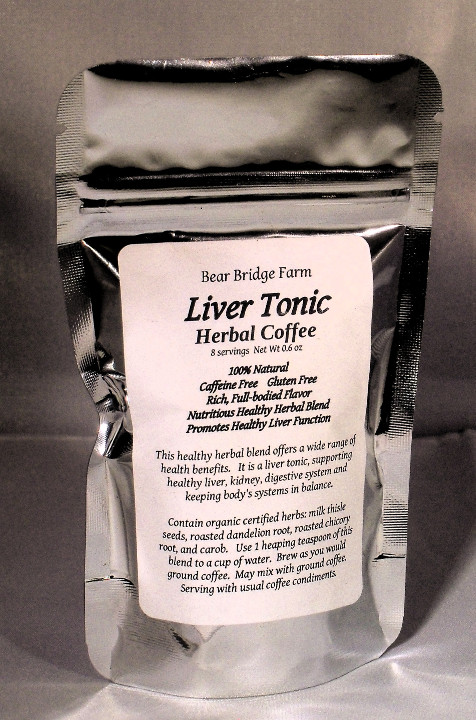 Bear Bridge Farm
Liver Tonic
Herbal Coffee
8 servings Net Wt 0.6 oz
100% Natural
Caffeine Free Gluten Free
Rich, Full-bodied Flavor
Nutritious Healthy Herbal Blend
Promotes Healthy Liver Function
This healthy herbal blend offers a wide range of
health benefits. It is a liver tonic, supporting
healthy liver, kidney, digestive system and
keeping body's systems in balance.
Contain organic certified herbs: milk thisle
seeds, roasted dandelion root, roasted chicory
root, and carob. Use 1 heaping teaspoon of this
blend to a cup of water. Brew as you would
ground coffee. May mix with ground coffee.
Serving with usual coffee condiments.